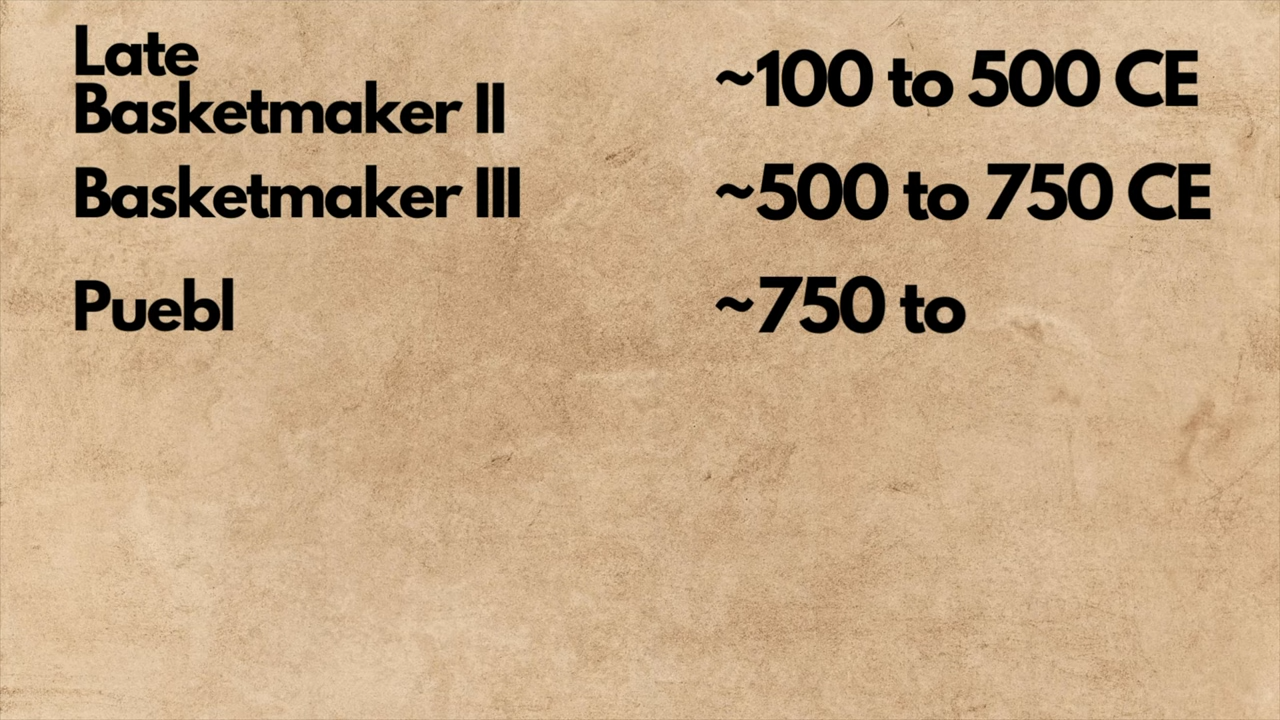 Late
Basketmaker II
~100 to 500 CE
Basketmaker III
~500 to 750 CE
Puebl
~750 to